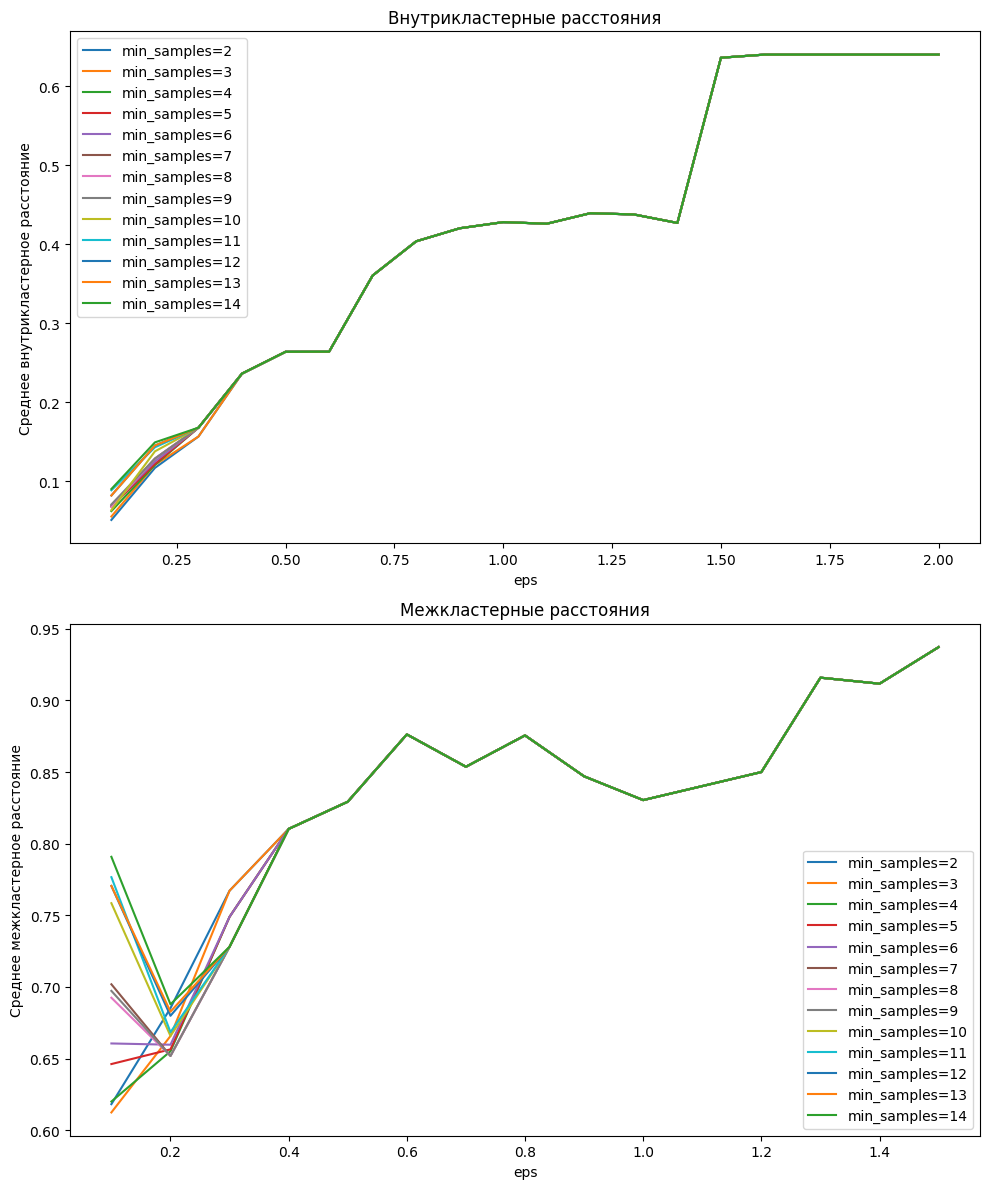 Внутрикластерные расстояния
Среднее внутрикластерное расстояние
min_samples=2
min_samples=3
min_samples=4
min_samples=5
min_samples=6
min_samples=7
min_samples=8
min_samples=9
min_samples=10
min_samples=11
min_samples=12
min_samples=13
min_samples=14
0.6
0.5
0.4
0.3
0.2
0.1
0.25 0.50 0.75 1.00 1.25 1.50 1.75 2.00
eps
Межкластерные расстояния
Среднее межкластерное расстояние
0.95
0.90
0.85
0.80
0.75
0.70
0.65
0.60
min_samples=2
min_samples=3
min_samples=4
min_samples=5
min_samples=6
min_samples=7
min_samples=8
min_samples=9
min_samples=10
min_samples=11
min_samples=12
min_samples=13
min_samples=14
0.2 0.4 0.6 0.8 1.0 1.2 1.4
eps